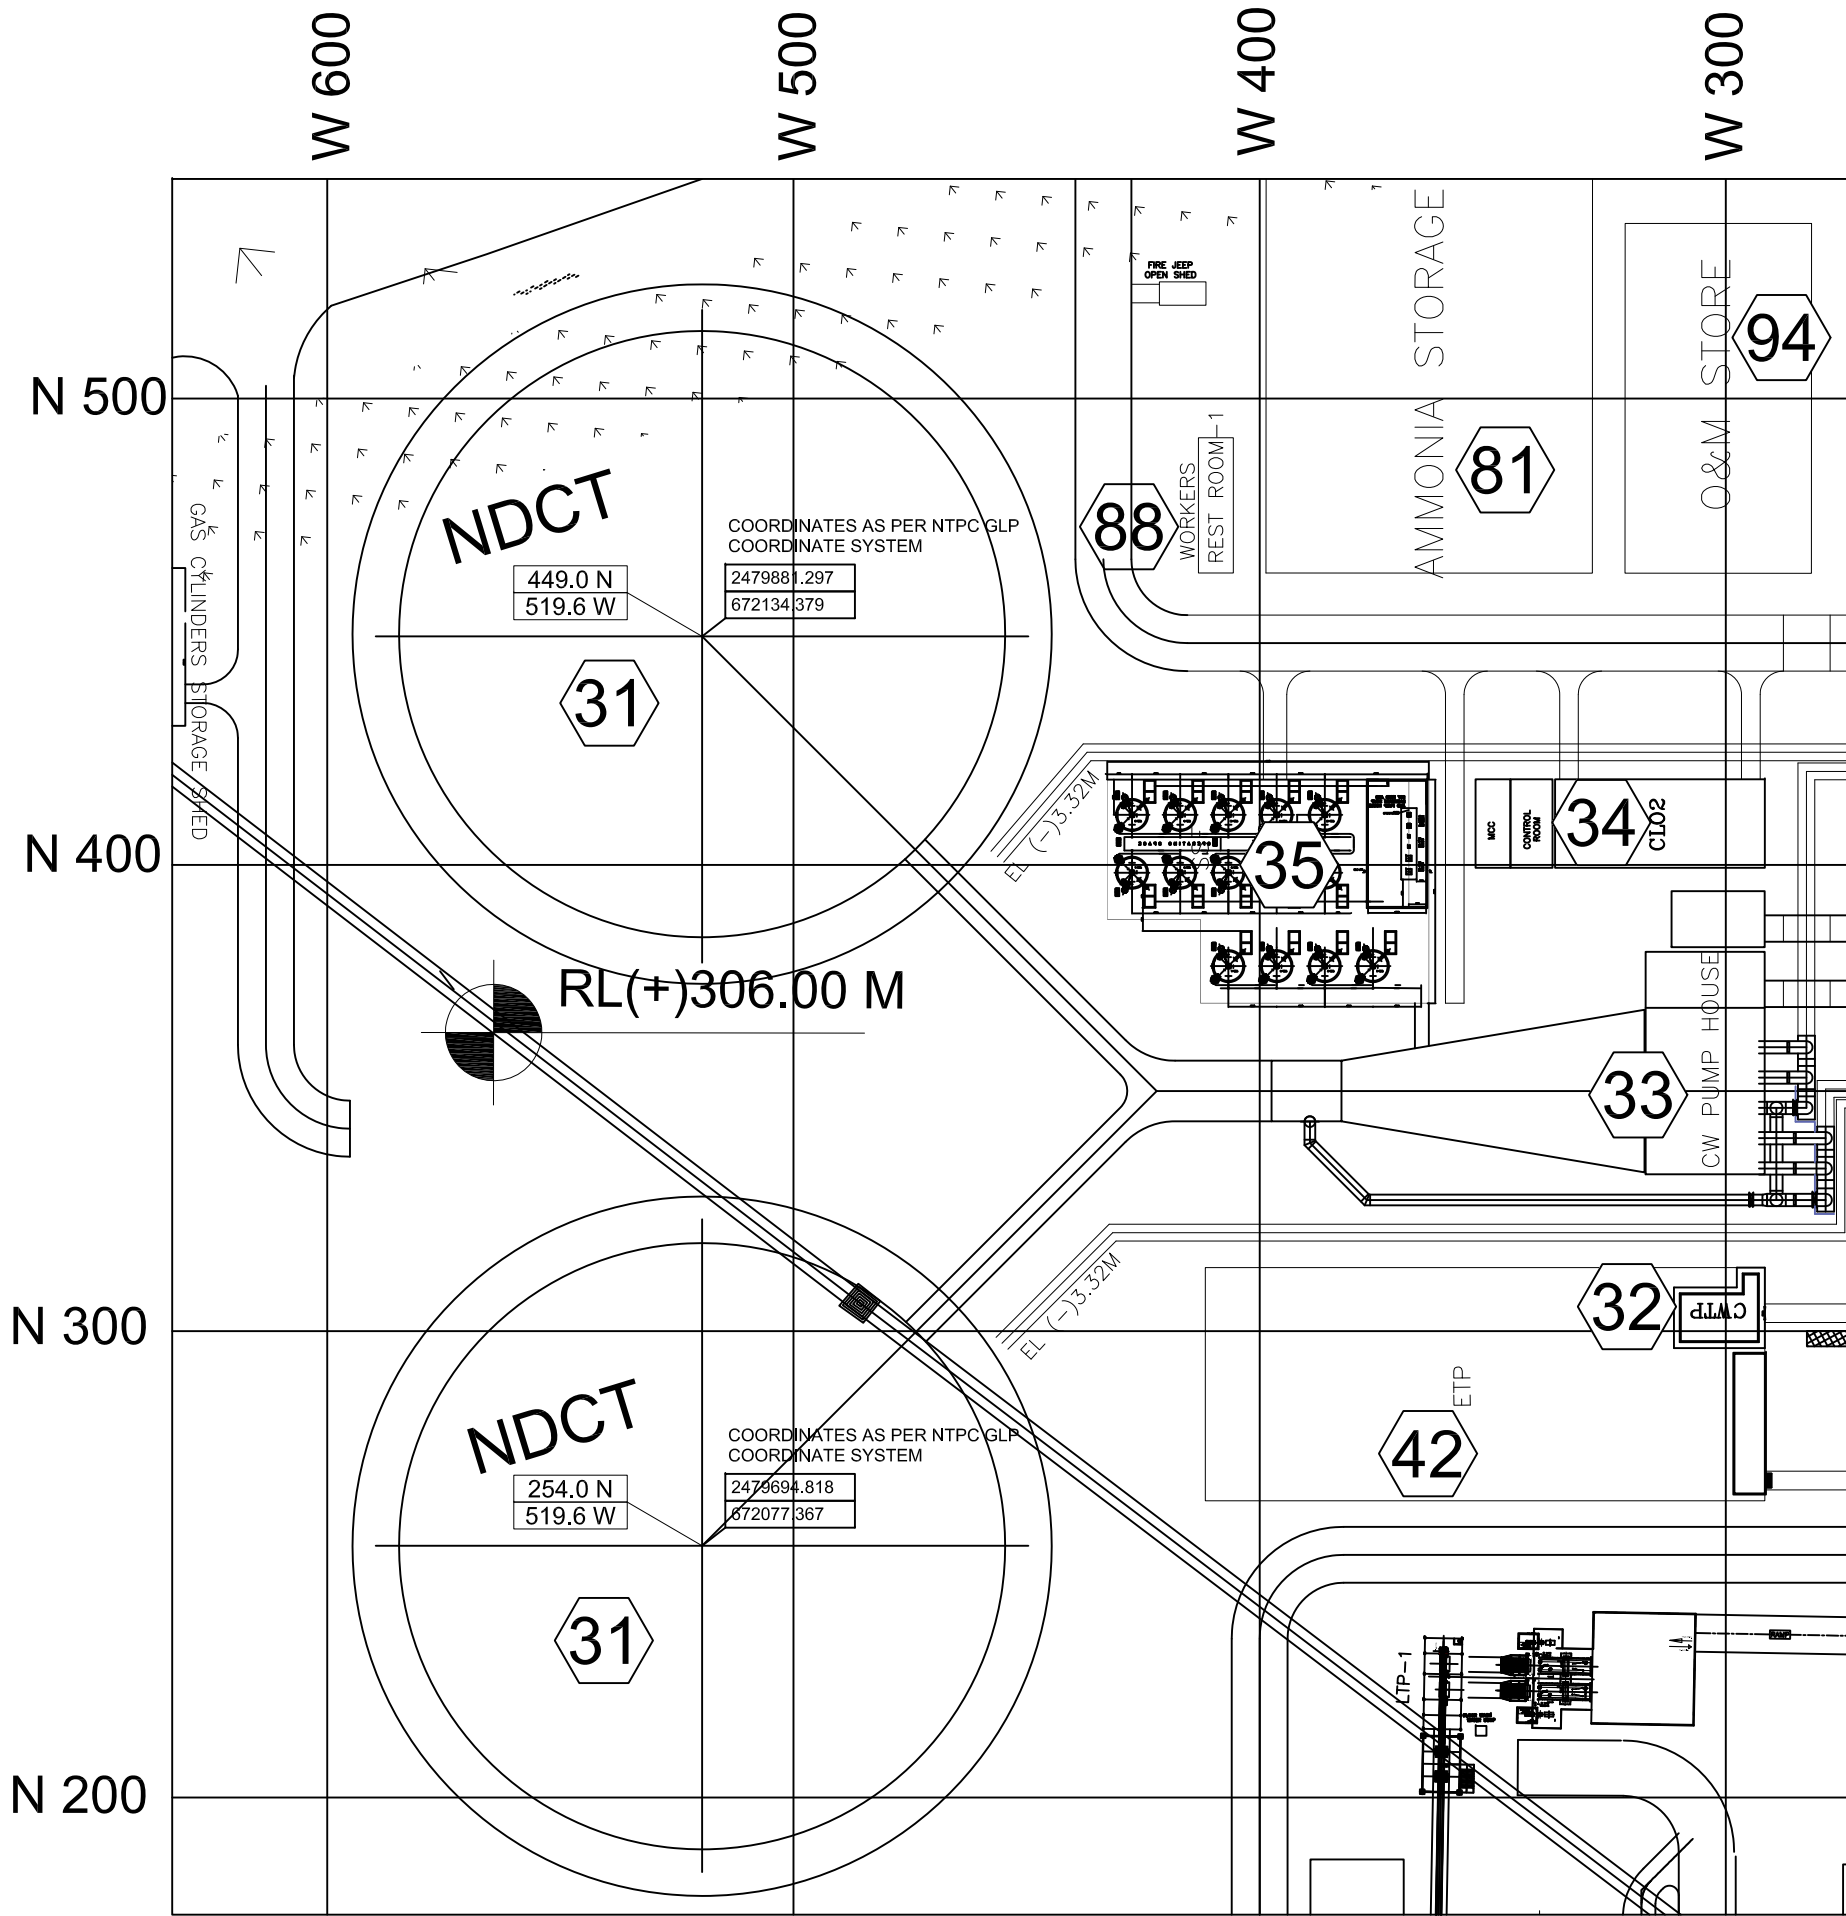 W 600
W 500
W 400
W 300
N 500
N 400
N 300
N 200
FIRE JEEP
OPEN SHED
AMMONIA STORAGE
81
O&M STORE
94
88
WORKERS
REST ROOM-1
GAS CYLINDERS STORAGE SHED
NDCT
COORDINATES AS PER NTPC GLP
COORDINATE SYSTEM
449.0 N
519.6 W
2479881.297
672134.379
31
EL (-)3.32M
35
MCC
CONTROL
ROOM
34
CLO2
RL(+)306.00 M
33
CW PUMP HOUSE
EL (-)3.32M
32
CWTP
ETP
42
NDCT
COORDINATES AS PER NTPC GLP
COORDINATE SYSTEM
254.0 N
519.6 W
2479694.818
672077.367
31
LTP-1
RAMP